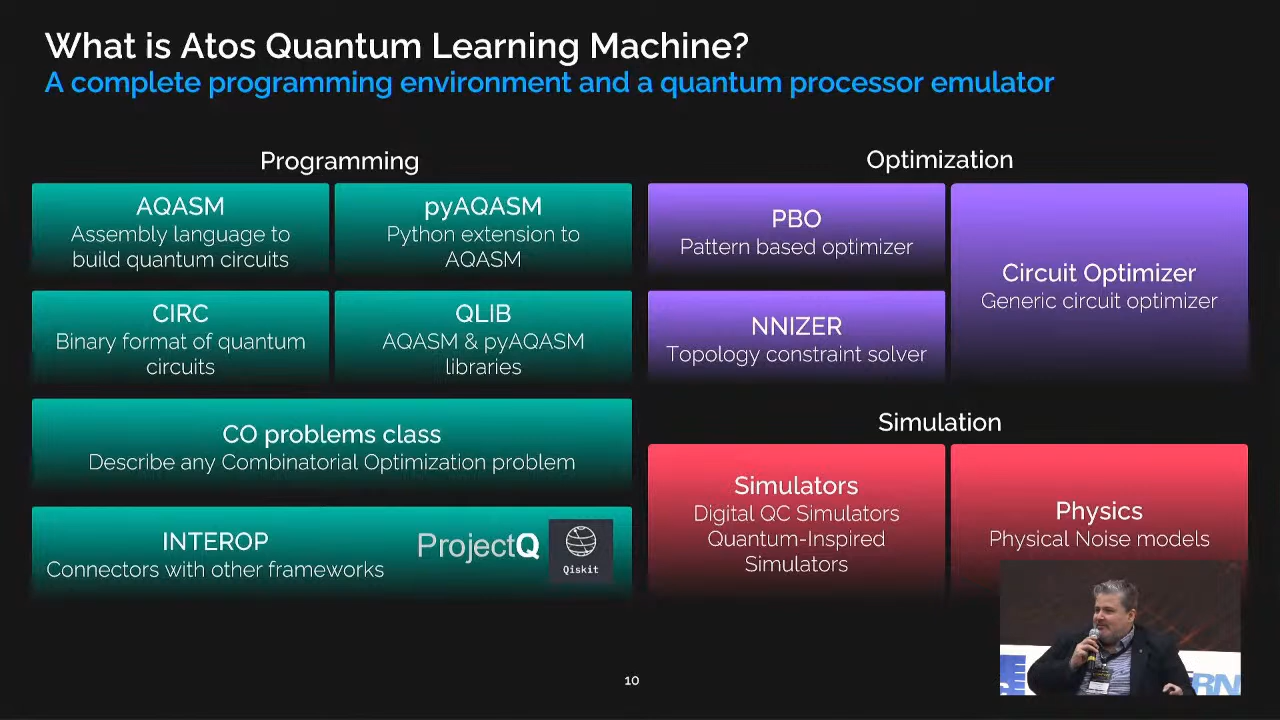 What is Atos Quantum Learning Machine?
A complete programming environment and a quantum processor emulator
Programming
AQASM
Assembly language to
build quantum circuits
pyAQASM
Python extension to
AQASM
CIRC
Binary format of quantum
circuits
QLIB
AQASM & pyAQASM
libraries
CO problems class
Describe any Combinatorial Optimization problem
INTEROP
Connectors with other frameworks
ProjectQ
Qiskit
Optimization
PBO
Pattern based optimizer
NNIZER
Topology constraint solver
Circuit Optimizer
Generic circuit optimizer
Simulation
Simulators
Digital QC Simulators
Quantum-Inspired
Simulators
Physics
Physical Noise models
10